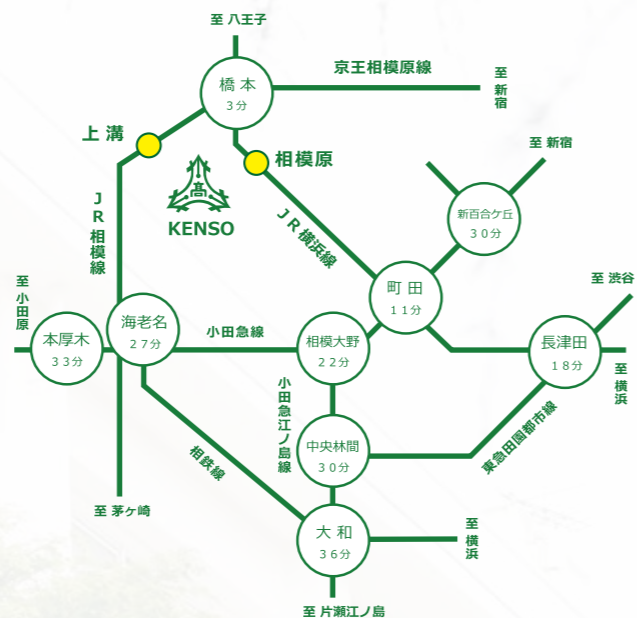 至 八王子
京王相模原線
至 新宿
橋 本
3分
上 溝
相模原
髙
KENSO
至 新宿
新百合ケ丘
30分
JR相模線
JR横浜線
町 田
11分
至 渋谷
至 小田原
本厚木
33分
海老名
27分
小田急線
相模大野
22分
長津田
18分
至 横浜
小田急江ノ島線
中央林間
30分
東急田園都市線
相鉄線
至 茅ヶ崎
大 和
36分
至 横浜
至 片瀬江ノ島